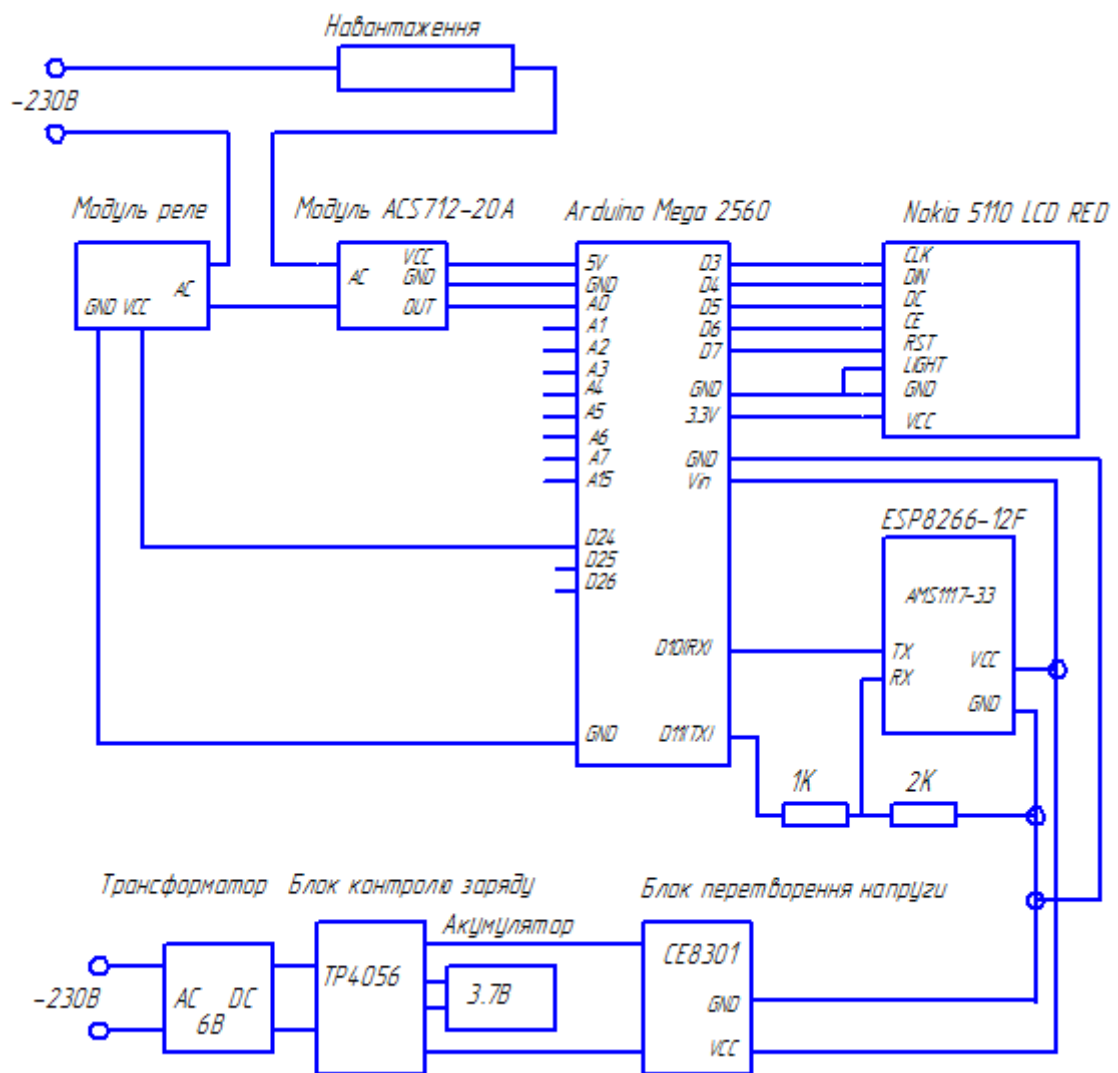 Навантаження
~230В
Модуль реле
AC
GND VCC
Модуль ACS712-20A
VCC
AC
GND
OUT
Arduino Mega 2560
5V
GND
A0
A1
A2
A3
A4
A5
A6
A7
A15
D24
D25
D26
GND
D3
D4
D5
D6
D7
GND
3.3V
GND
Vin
D10(RX)
D11(TX)
Nokia 5110 LCD RED
CLK
DIN
DC
CE
RST
LIGHT
GND
VCC
ESP8266-12F
AMS1117-33
TX
RX
VCC
GND
1K
2K
Трансформатор
~230В
AC DC
6В
Блок контролю заряду
TP4056
Акумулятор
3.7В
Блок перетворення напруги
CE8301
GND
VCC